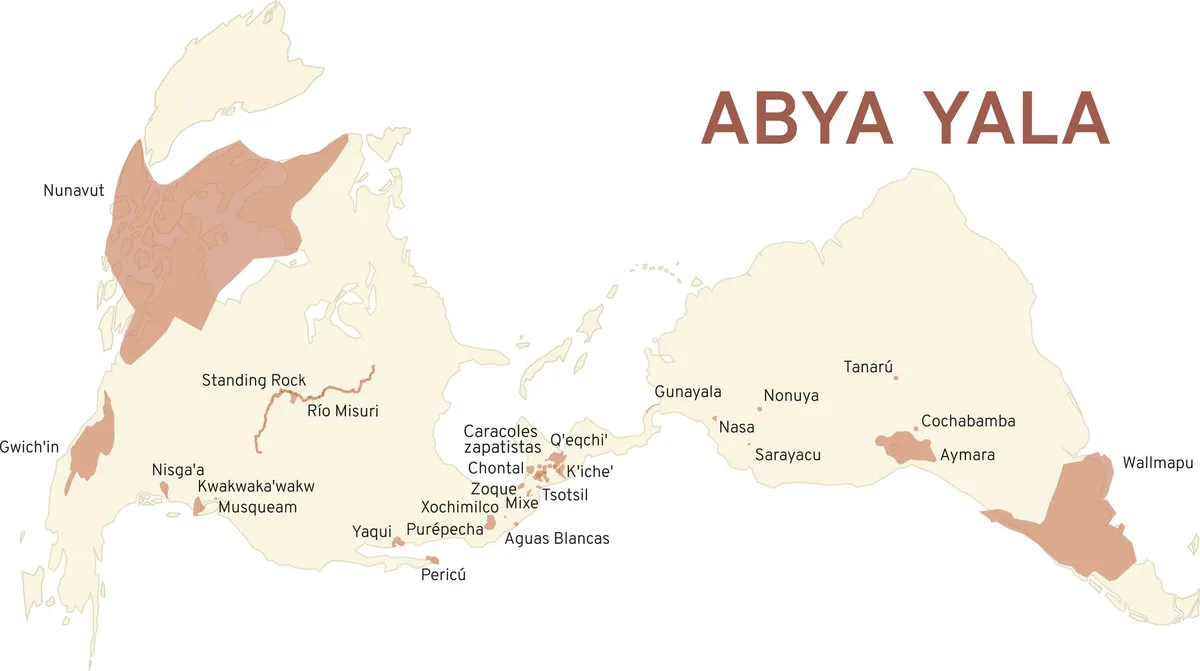 ABYA YALA
Nunavut
Tanarú
Standing Rock
Río Misuri
Gunayala
Nonuya
Cochabamba
Nasa
Caracoles
zapatistas
Q'eqchi'
Gwich'in
Sarayacu
Aymara
Wallmapu
Nisga'a
Chontal
K'iche'
Kwakwaka'wakw
Zoque
Tsotsil
Musqueam
Xochimilco
Mixe
Yaqui
Purépecha
Aguas Blancas
Pericú